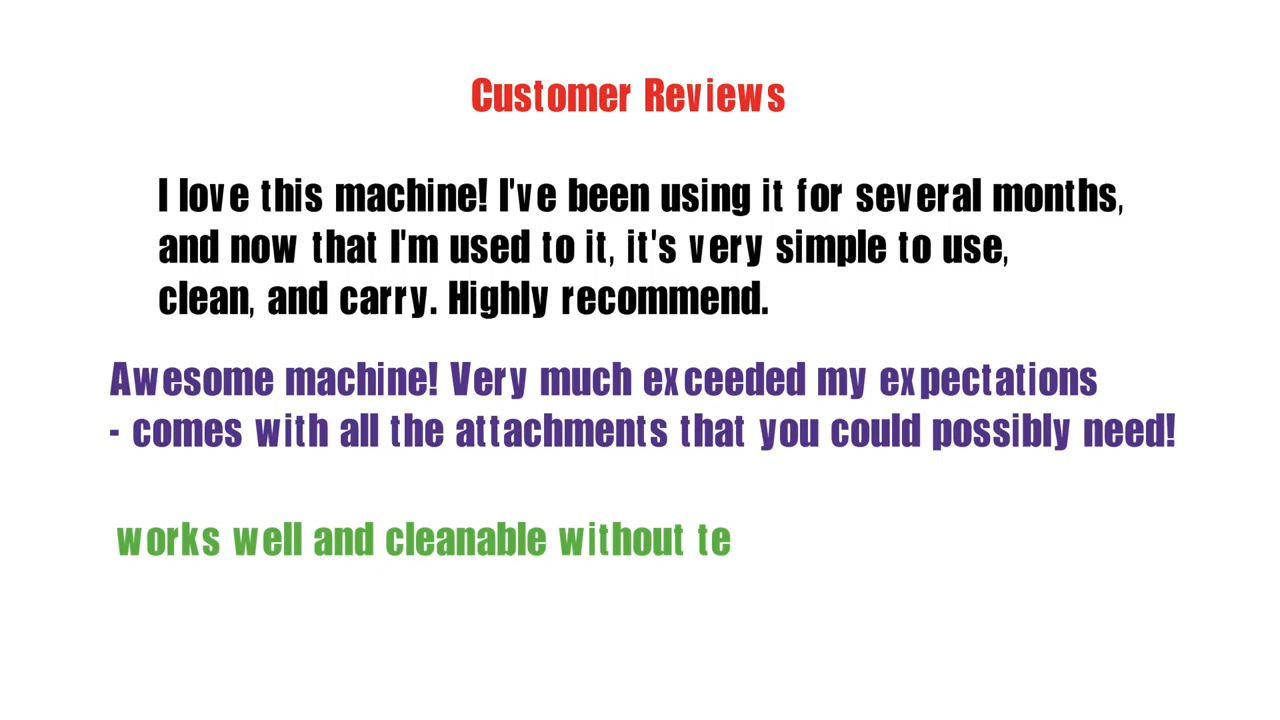 Customer Reviews
I love this machine! I've been using it for several months,
and now that I'm used to it, it's very simple to use,
clean, and carry. Highly recommend.
Awesome machine! Very much exceeded my expectations
- comes with all the attachments that you could possibly need!
works well and cleanable without te